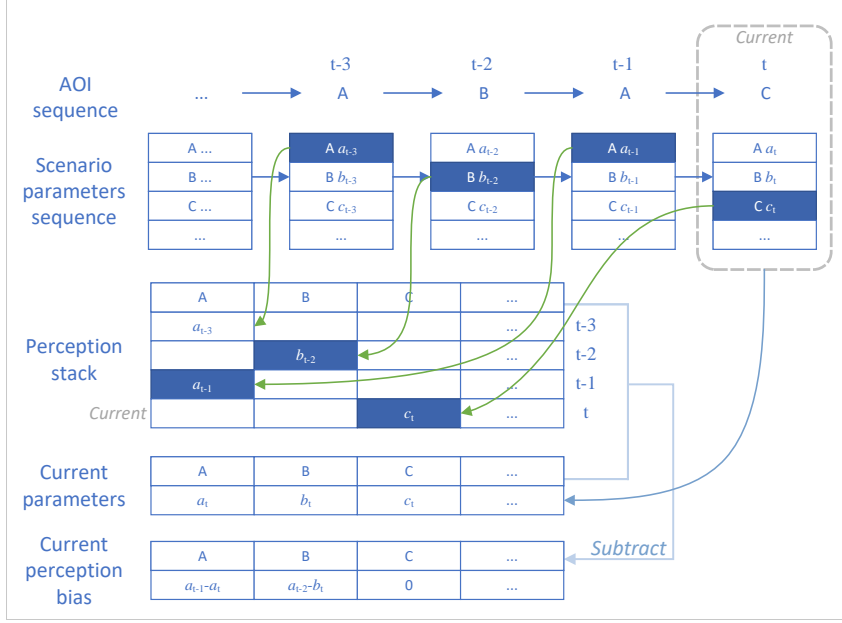 Current
t-3 t-2 t-1 t
AOI sequence ... A B A C
Scenario parameters sequence
A ... A aₜ₋₃ A aₜ₋₂ A aₜ₋₁ A aₜ
B ... B bₜ₋₃ B bₜ₋₂ B bₜ₋₁ B bₜ
C ... C cₜ₋₃ C cₜ₋₂ C cₜ₋₁ C cₜ
... ... ... ... ...
Perception stack
A B C ...
aₜ₋₃ ... t-3
bₜ₋₂ ... t-2
aₜ₋₁ ... t-1
Current cₜ ... t
Current parameters
A B C ...
aₜ bₜ cₜ ...
Current perception bias
A B C ...
Subtract
aₜ₋₁-aₜ aₜ₋₂-bₜ 0 ...